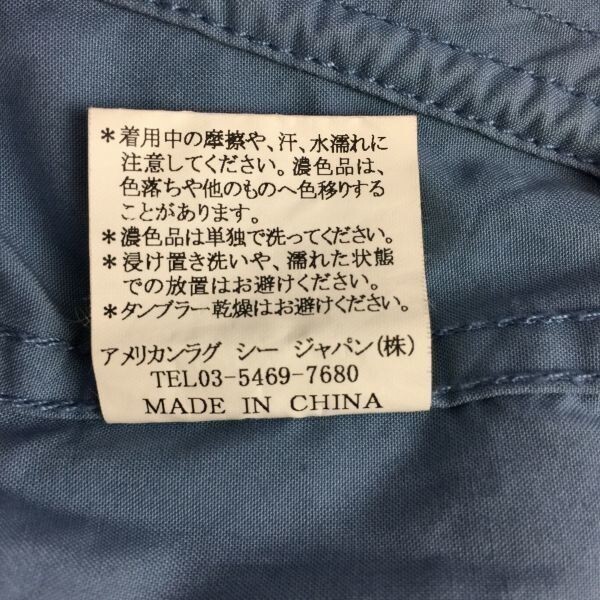 *着用中の摩擦や、汗、水濡れに
注意してください。濃色品は、
色落ちや他のものへ色移りする
ことがあります。
*濃色品は単独で洗ってください。
*浸け置き洗いや、濡れた状態
での放置はお避けください。
*タンブラー乾燥はお避けください。
アメリカンラグ シー ジャパン(株)
TEL03-5469-7680
MADE IN CHINA